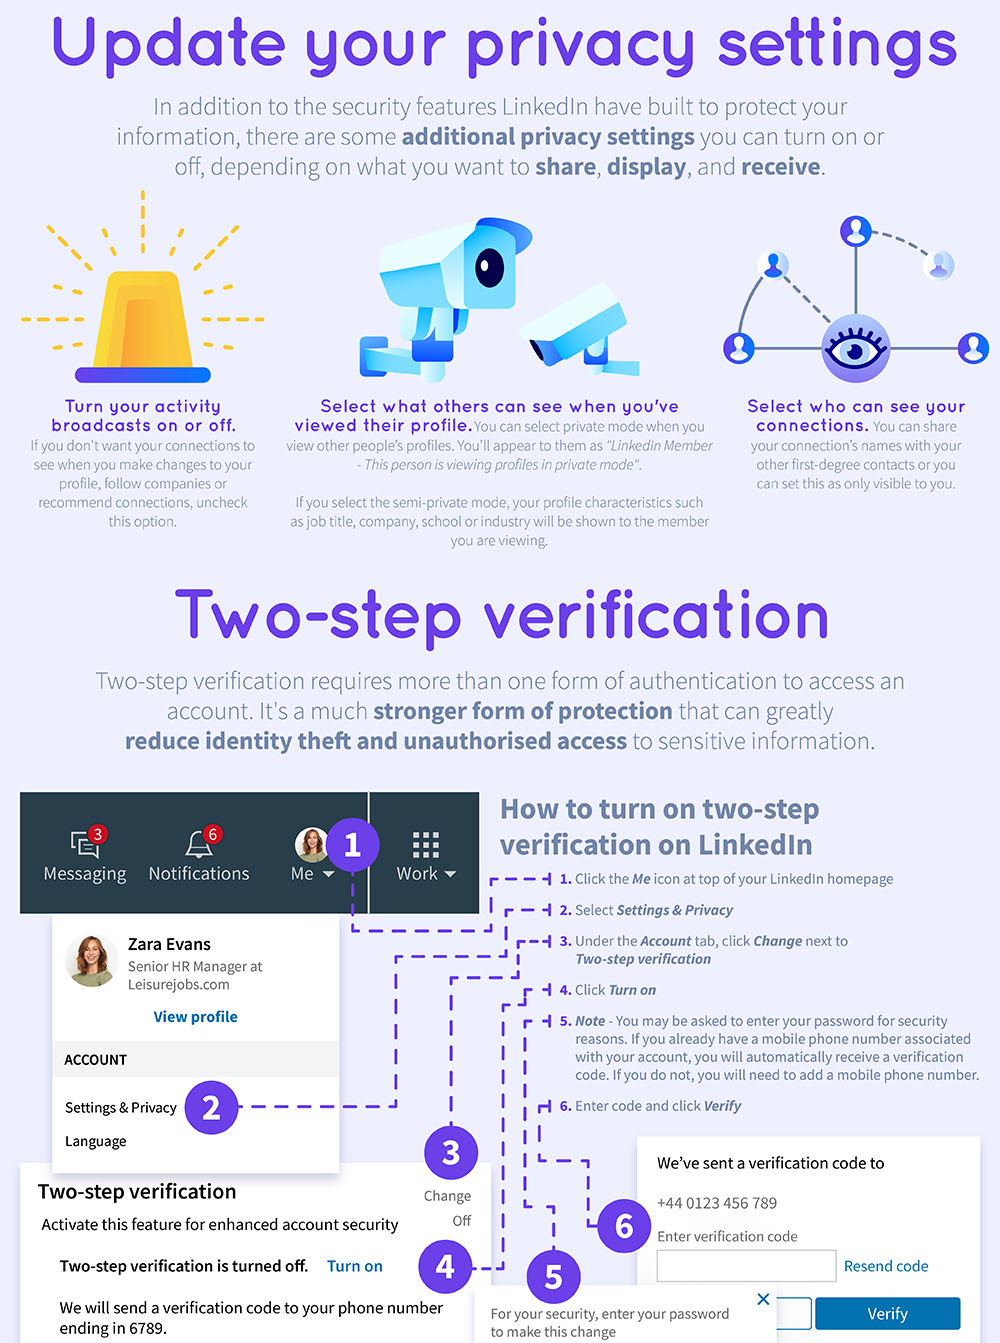 Update your privacy settings
In addition to the security features LinkedIn have built to protect your
information, there are some additional privacy settings you can turn on or
off, depending on what you want to share, display, and receive.
Turn your activity
broadcasts on or off.
If you don't want your connections to
see when you make changes to your
profile, follow companies or
recommend connections, uncheck
this option.
Select what others can see when you've
viewed their profile. You can select private mode when you
view other people's profiles. You'll appear to them as "Linkedin Member
- This person is viewing profiles in private mode".
If you select the semi-private mode, your profile characteristics such
as job title, company, school or industry will be shown to the member
you are viewing.
Select who can see your
connections. You can share
your connection's names with your
other first-degree contacts or you
can set this as only visible to you.
Two-step verification
Two-step verification requires more than one form of authentication to access an
account. It's a much stronger form of protection that can greatly
reduce identity theft and unauthorised access to sensitive information.
3
Messaging
6
Notifications
Me
1
Work
Zara Evans
Senior HR Manager at
Leisurejobs.com
View profile
ACCOUNT
Settings & Privacy
2
Language
How to turn on two-step
verification on LinkedIn
1. Click the Me icon at top of your LinkedIn homepage
2. Select Settings & Privacy
3. Under the Account tab, click Change next to
Two-step verification
4. Click Turn on
5. Note - You may be asked to enter your password for security
reasons. If you already have a mobile phone number associated
with your account, you will automatically receive a verification
code. If you do not, you will need to add a mobile phone number.
6. Enter code and click Verify
3
Two-step verification
Change
Activate this feature for enhanced account security
Off
Two-step verification is turned off. Turn on
4
We will send a verification code to your phone number
ending in 6789.
5
For your security, enter your password
to make this change
6
We've sent a verification code to
+44 0123 456 789
Enter verification code
Resend code
Verify